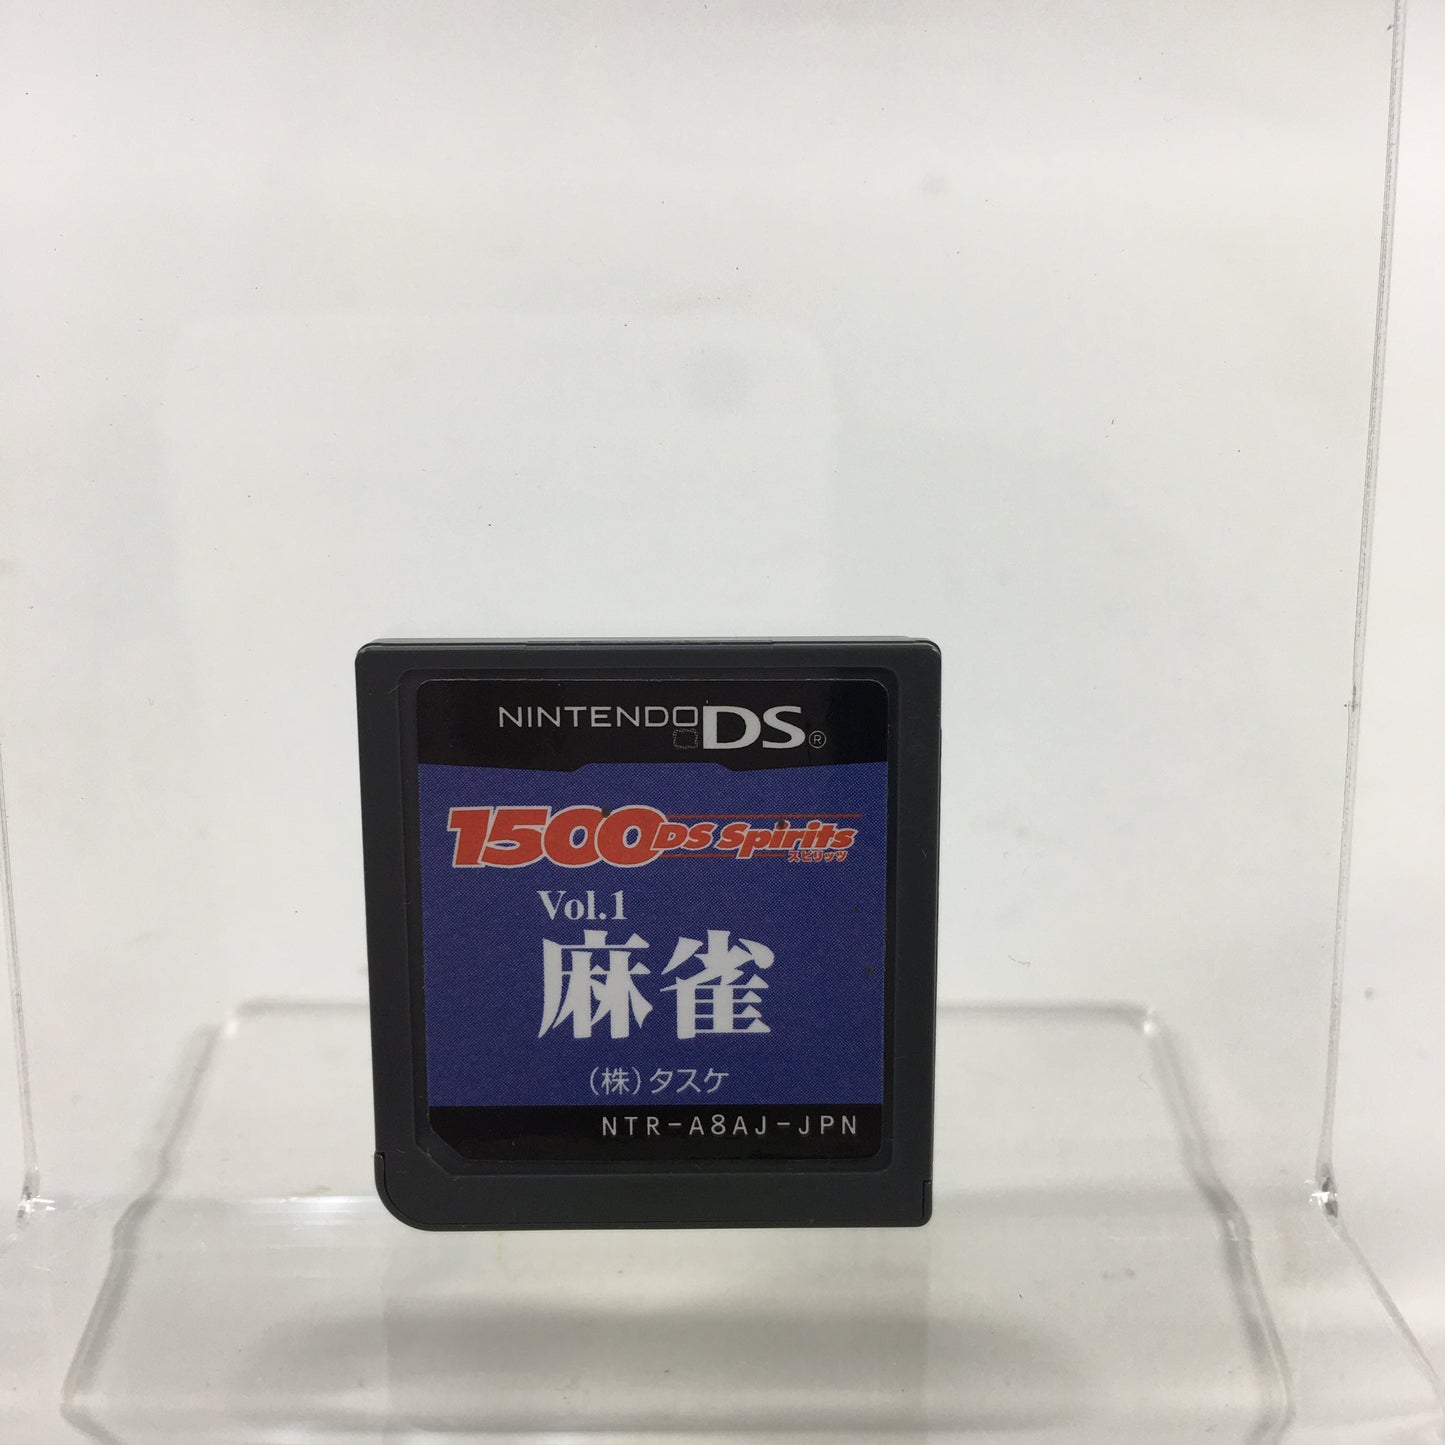 NINTENDO DS®
1500 DS Spirits
スピリッツ
Vol.1
麻雀
(株)タスケ
NTR-A8AJ-JPN